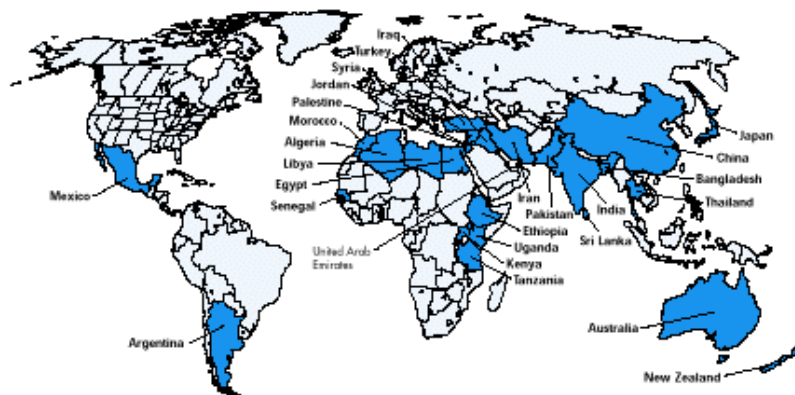 Iraq
Turkey
Syria
Jordan
Palestine
Morocco
Algeria
Libya
Egypt
Senegal
Mexico
United Arab
Emirates
Argentina
Japan
China
Bangladesh
Thailand
India
Sri Lanka
Pakistan
Iran
Ethiopia
Uganda
Kenya
Tanzania
Australia
New Zealand